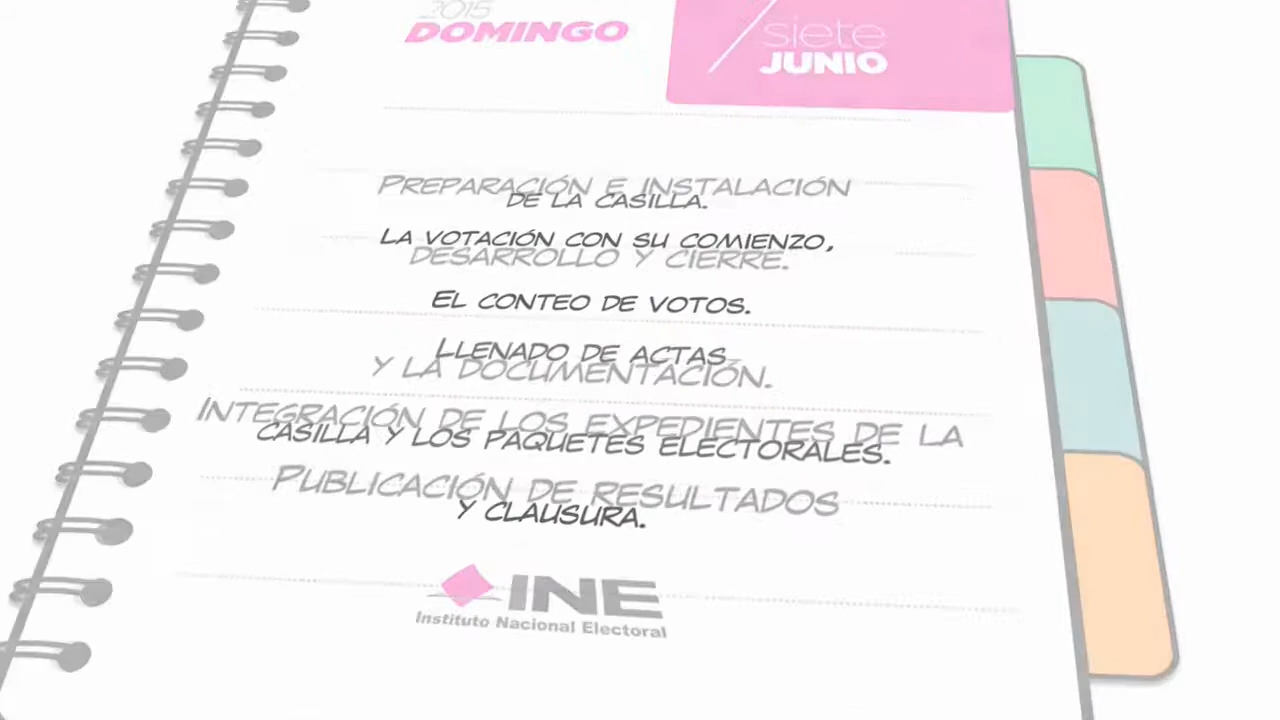 2015
DOMINGO
siete
JUNIO
PREPARACIÓN E INSTALACIÓN
DE LA CASILLA.
LA VOTACIÓN CON SU COMIENZO,
DESARROLLO Y CIERRE.
EL CONTEO DE VOTOS.
LLENADO DE ACTAS
Y LA DOCUMENTACIÓN.
INTEGRACIÓN DE LOS EXPEDIENTES DE LA
CASILLA Y LOS PAQUETES ELECTORALES.
PUBLICACIÓN DE RESULTADOS
Y CLAUSURA.
INE
Instituto Nacional Electoral